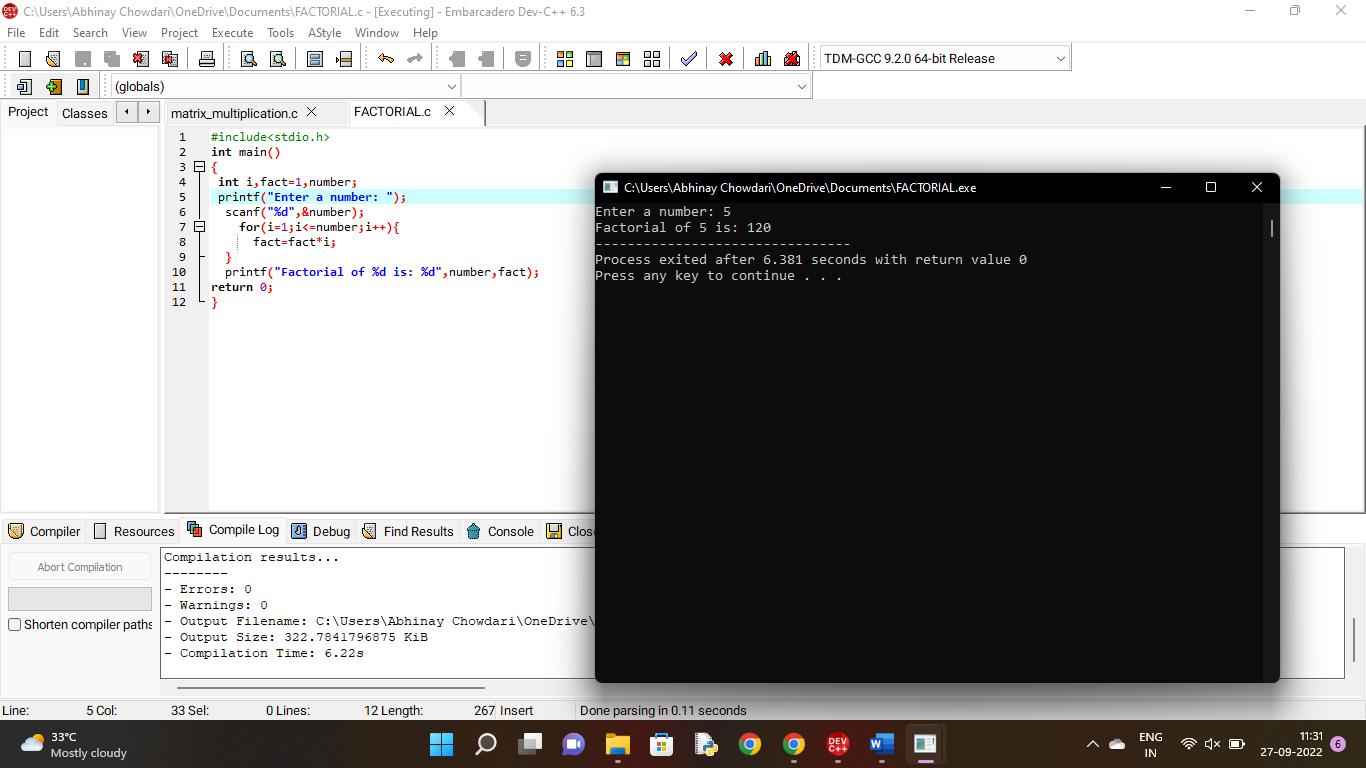 C:\Users\Abhinay Chowdari\OneDrive\Documents\FACTORIAL.c - [Executing] - Embarcadero Dev-C++ 6.3
File Edit Search View Project Execute Tools AStyle Window Help
TDM-GCC 9.2.0 64-bit Release
(globals)
Project Classes
matrix_multiplication.c FACTORIAL.c
1 #include<stdio.h>
2 int main()
3 {
4 int i,fact=1,number;
5 printf("Enter a number: ");
6 scanf("%d",&number);
7 for(i=1;i<=number;i++){
8 fact=fact*i;
9 }
10 printf("Factorial of %d is: %d",number,fact);
11 return 0;
12 }
C:\Users\Abhinay Chowdari\OneDrive\Documents\FACTORIAL.exe
Enter a number: 5
Factorial of 5 is: 120
--------------------------------
Process exited after 6.381 seconds with return value 0
Press any key to continue . . .
Compiler Resources Compile Log Debug Find Results Console Clos
Abort Compilation
Shorten compiler paths
Compilation results...
--------
- Errors: 0
- Warnings: 0
- Output Filename: C:\Users\Abhinay Chowdari\OneDrive\
- Output Size: 322.7841796875 KiB
- Compilation Time: 6.22s
Line: 5 Col: 33 Sel: 0 Lines: 12 Length: 267 Insert Done parsing in 0.11 seconds
33°C
Mostly cloudy
DEV C++
ENG
IN
11:31
27-09-2022
6